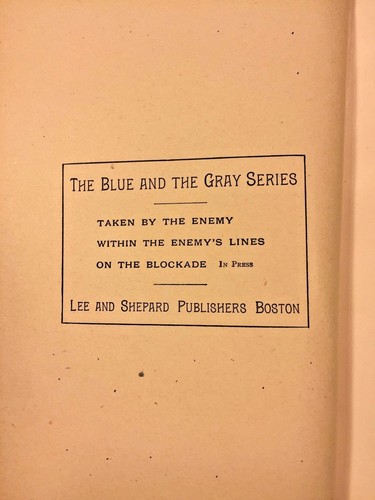 THE BLUE AND THE GRAY SERIES
TAKEN BY THE ENEMY
WITHIN THE ENEMY'S LINES
ON THE BLOCKADE IN PRESS
LEE AND SHEPARD PUBLISHERS BOSTON